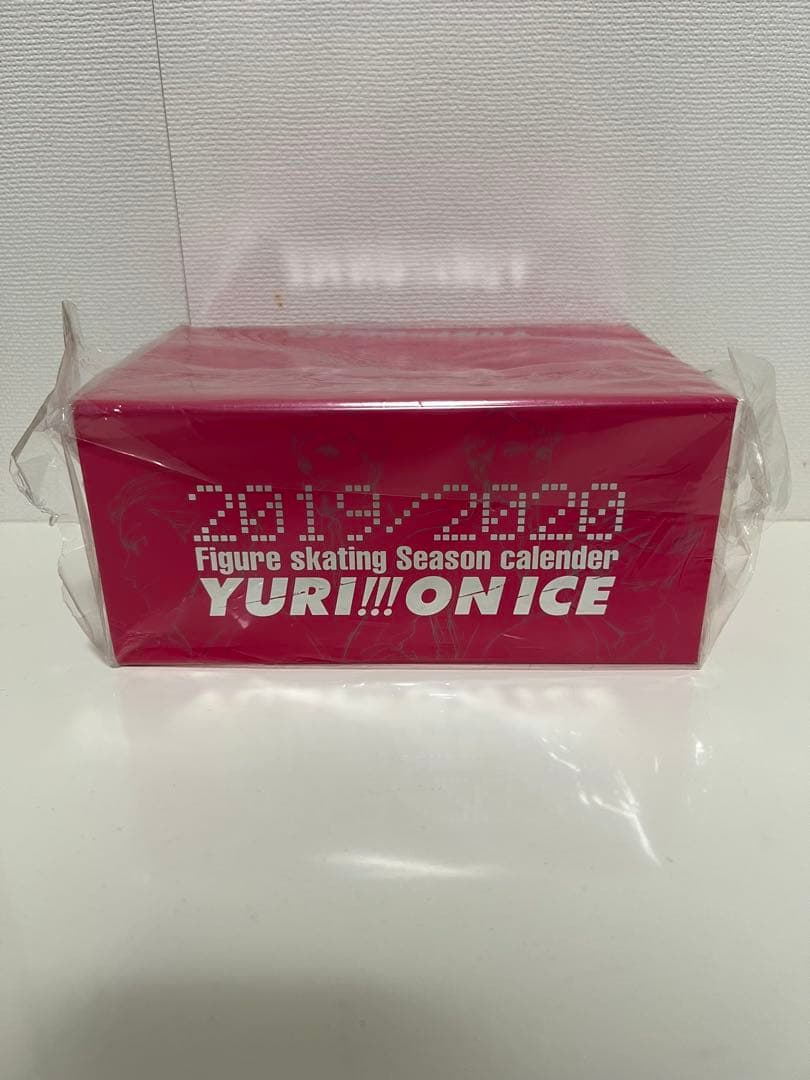 2019/2020
Figure skating Season calender
YURI!!! ON ICE